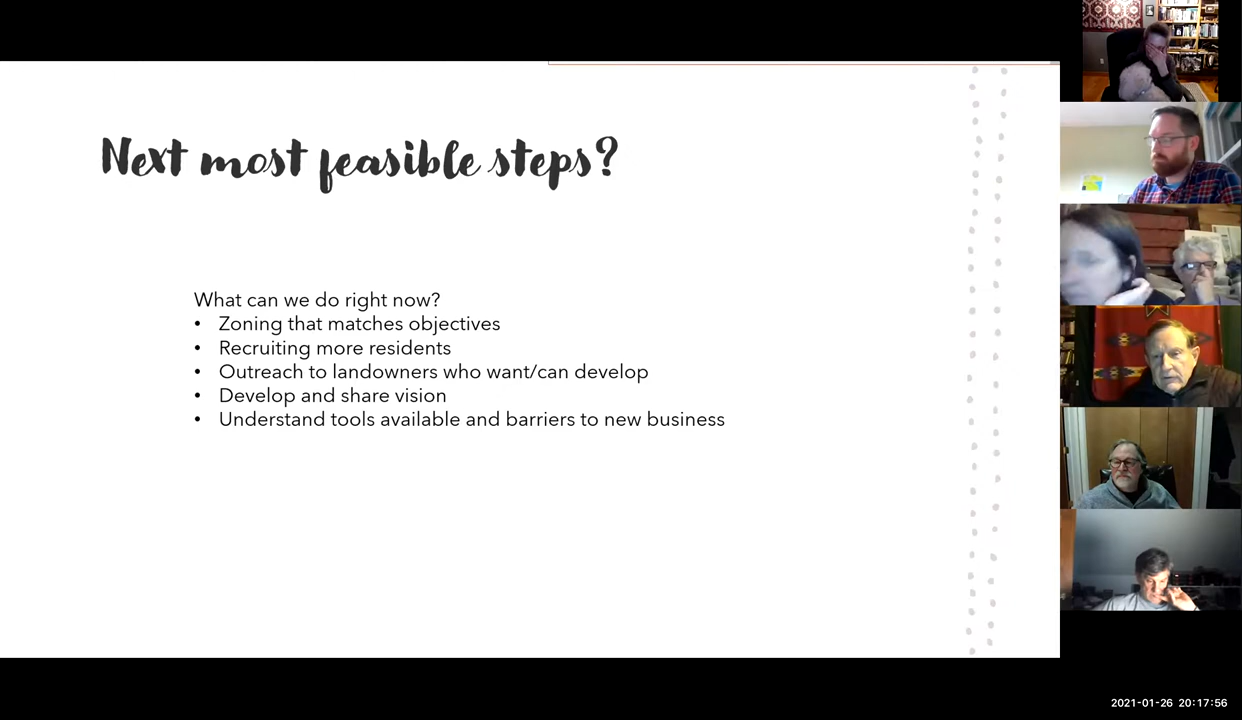 Next most feasible steps?
What can we do right now?
• Zoning that matches objectives
• Recruiting more residents
• Outreach to landowners who want/can develop
• Develop and share vision
• Understand tools available and barriers to new business
2021-01-26 20:17:56